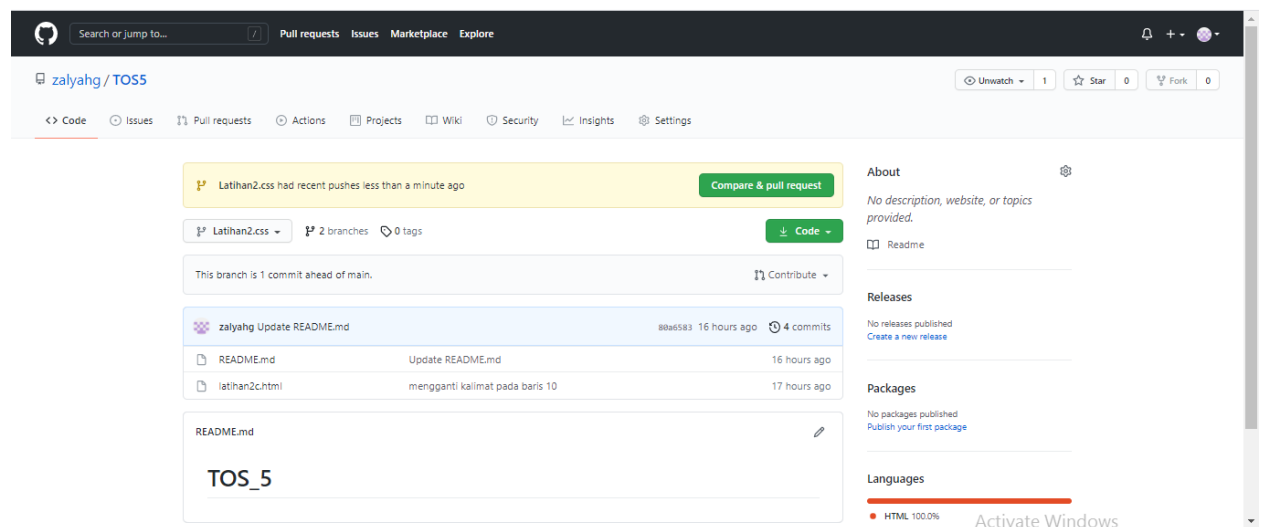 Search or jump to... / Pull requests Issues Marketplace Explore
zalyahg / TOS5 Unwatch 1 Star 0 Fork 0
<> Code Issues Pull requests Actions Projects Wiki Security Insights Settings
Latihan2.css had recent pushes less than a minute ago Compare & pull request
Latihan2.css 2 branches 0 tags Code
This branch is 1 commit ahead of main. Contribute
zalyahg Update README.md 80a6583 16 hours ago 4 commits
README.md Update README.md 16 hours ago
latihan2c.html mengganti kalimat pada baris 10 17 hours ago
README.md
TOS_5
About
No description, website, or topics
provided.
Readme
Releases
No releases published
Create a new release
Packages
No packages published
Publish your first package
Languages
HTML 100.0%
Activate Windows